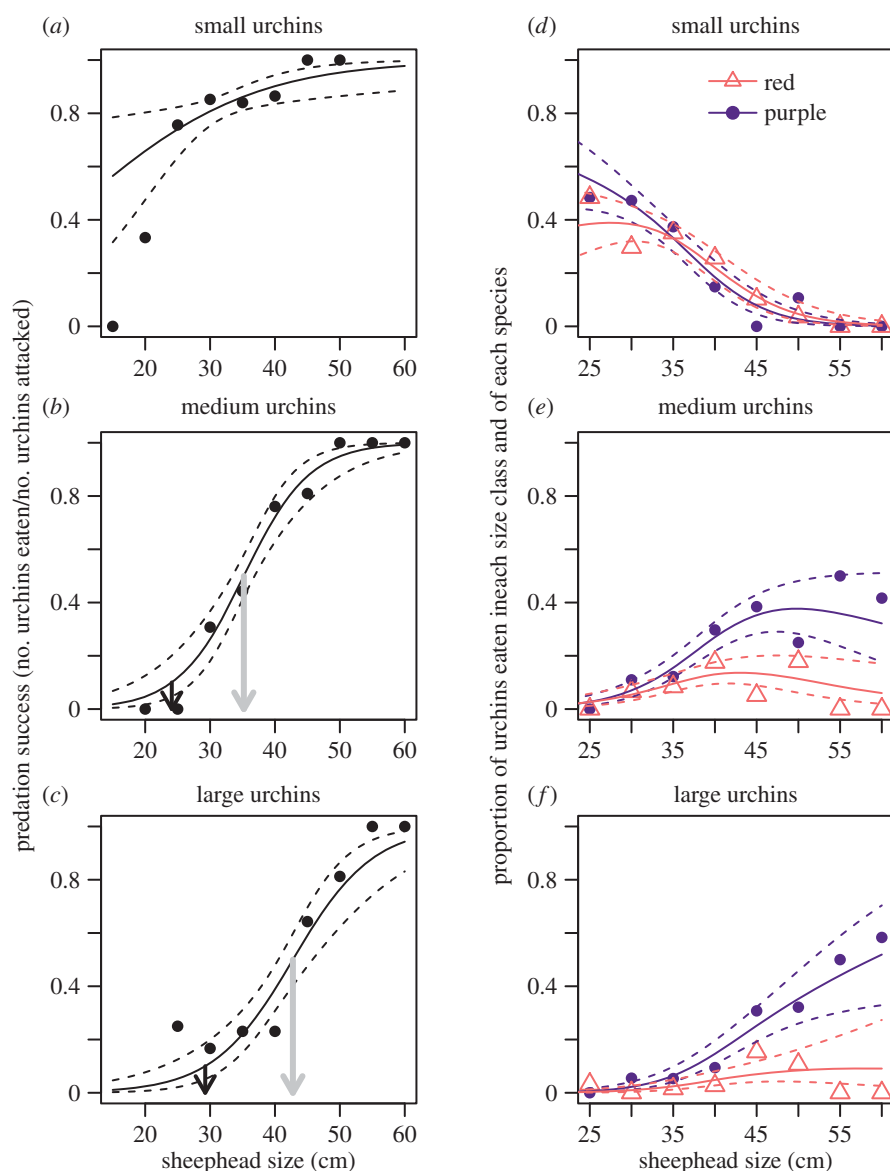 (a) small urchins
0.8
0.4
0
20 30 40 50 60
(b) medium urchins
0.8
0.4
0
20 30 40 50 60
(c) large urchins
0.8
0.4
0
20 30 40 50 60
sheephead size (cm)
predation success (no. urchins eaten/no. urchins attacked)
(d) small urchins
red
purple
0.8
0.4
0
25 35 45 55
(e) medium urchins
0.8
0.4
0
25 35 45 55
(f) large urchins
0.8
0.4
0
25 35 45 55
sheephead size (cm)
proportion of urchins eaten ineach size class and of each species